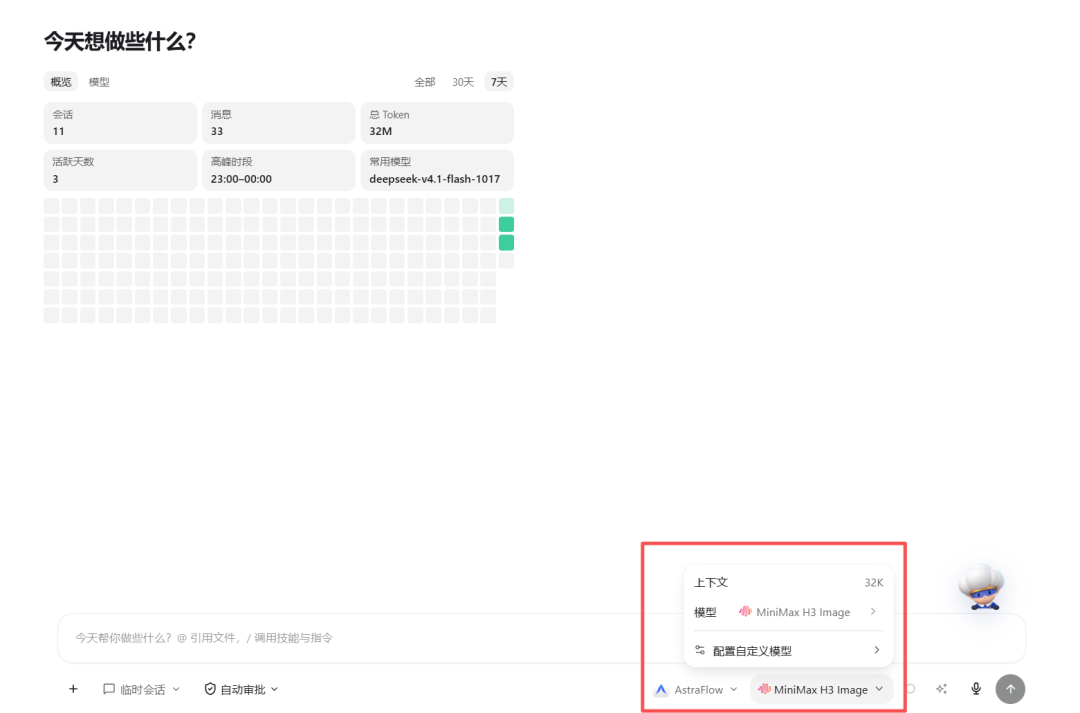 今天想做些什么？
概览 模型 全部 30天 7天
会话 消息 总 Token
11 33 32M
活跃天数 高峰时段 常用模型
3 23:00–00:00 deepseek-v4.1-flash-1017
上下文 32K
模型 MiniMax H3 Image
配置自定义模型
今天帮你做些什么？@ 引用文件，/ 调用技能与指令
临时会话 自动审批 AstraFlow MiniMax H3 Image